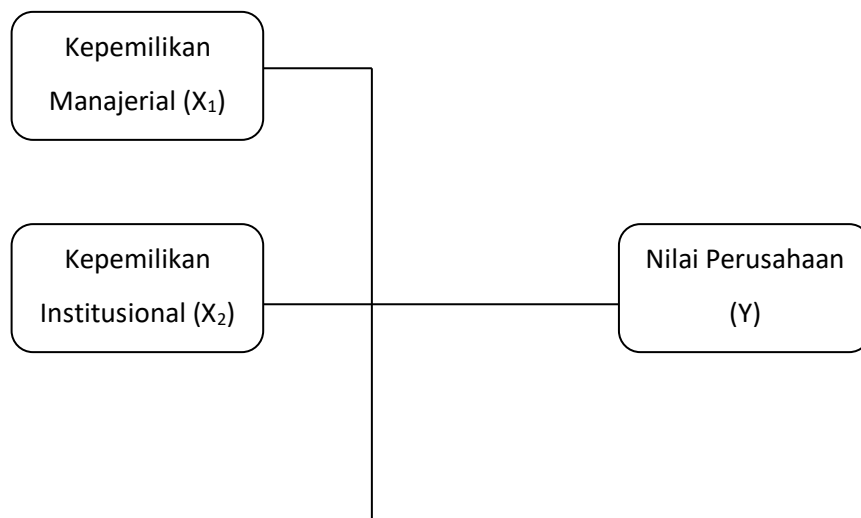 Kepemilikan
Manajerial (X₁)
Kepemilikan
Institusional (X₂)
Nilai Perusahaan
(Y)